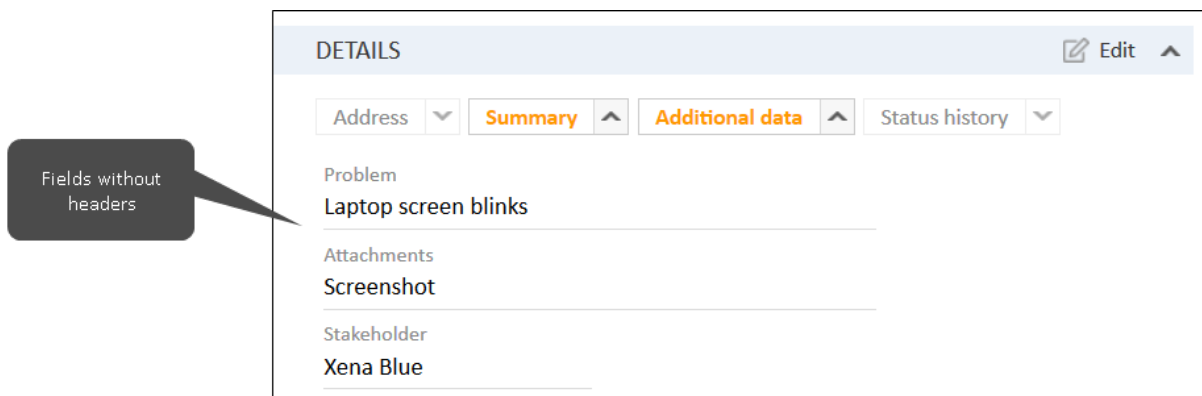 DETAILS Edit
Address Summary Additional data Status history
Fields without
headers
Problem
Laptop screen blinks
Attachments
Screenshot
Stakeholder
Xena Blue